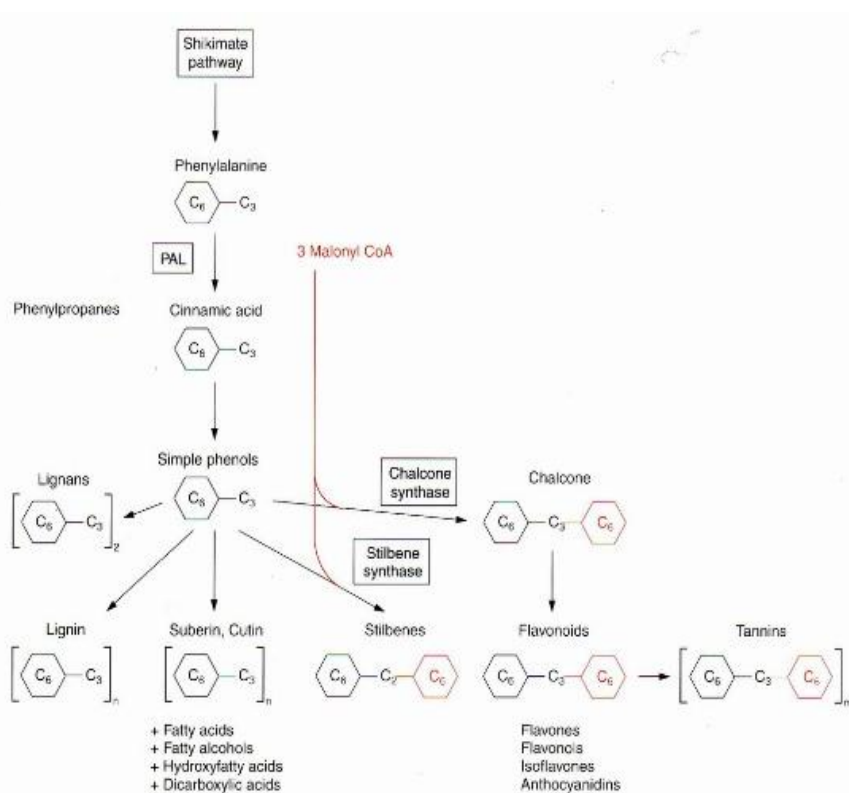 Shikimate
pathway
Phenylalanine
C6 C3
PAL
3 Malonyl CoA
Phenylpropanes
Cinnamic acid
C6 C3
Simple phenols
C6 C3
Lignans
[C6 C3]2
Chalcone
synthase
Chalcone
C6 C3 C6
Stilbene
synthase
Lignin
[C6 C3]n
Suberin, Cutin
[C6 C3]n
Stilbenes
C6 C2 C6
Flavonoids
C6 C3 C6
Tannins
[C6 C3 C6]n
+ Fatty acids
+ Fatty alcohols
+ Hydroxyfatty acids
+ Dicarboxylic acids
Flavones
Flavonols
Isoflavones
Anthocyanidins